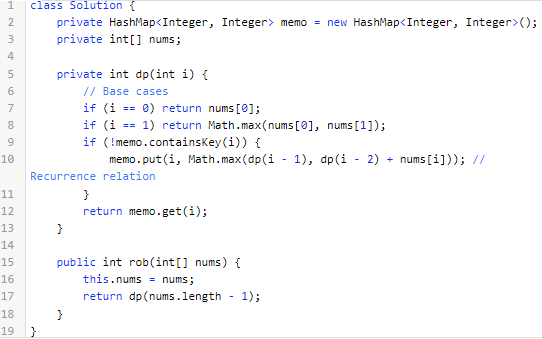 1 class Solution {
2     private HashMap<Integer, Integer> memo = new HashMap<Integer, Integer>();
3     private int[] nums;
4
5     private int dp(int i) {
6         // Base cases
7         if (i == 0) return nums[0];
8         if (i == 1) return Math.max(nums[0], nums[1]);
9         if (!memo.containsKey(i)) {
10             memo.put(i, Math.max(dp(i - 1), dp(i - 2) + nums[i])); //
Recurrence relation
11         }
12         return memo.get(i);
13     }
14
15     public int rob(int[] nums) {
16         this.nums = nums;
17         return dp(nums.length - 1);
18     }
19 }